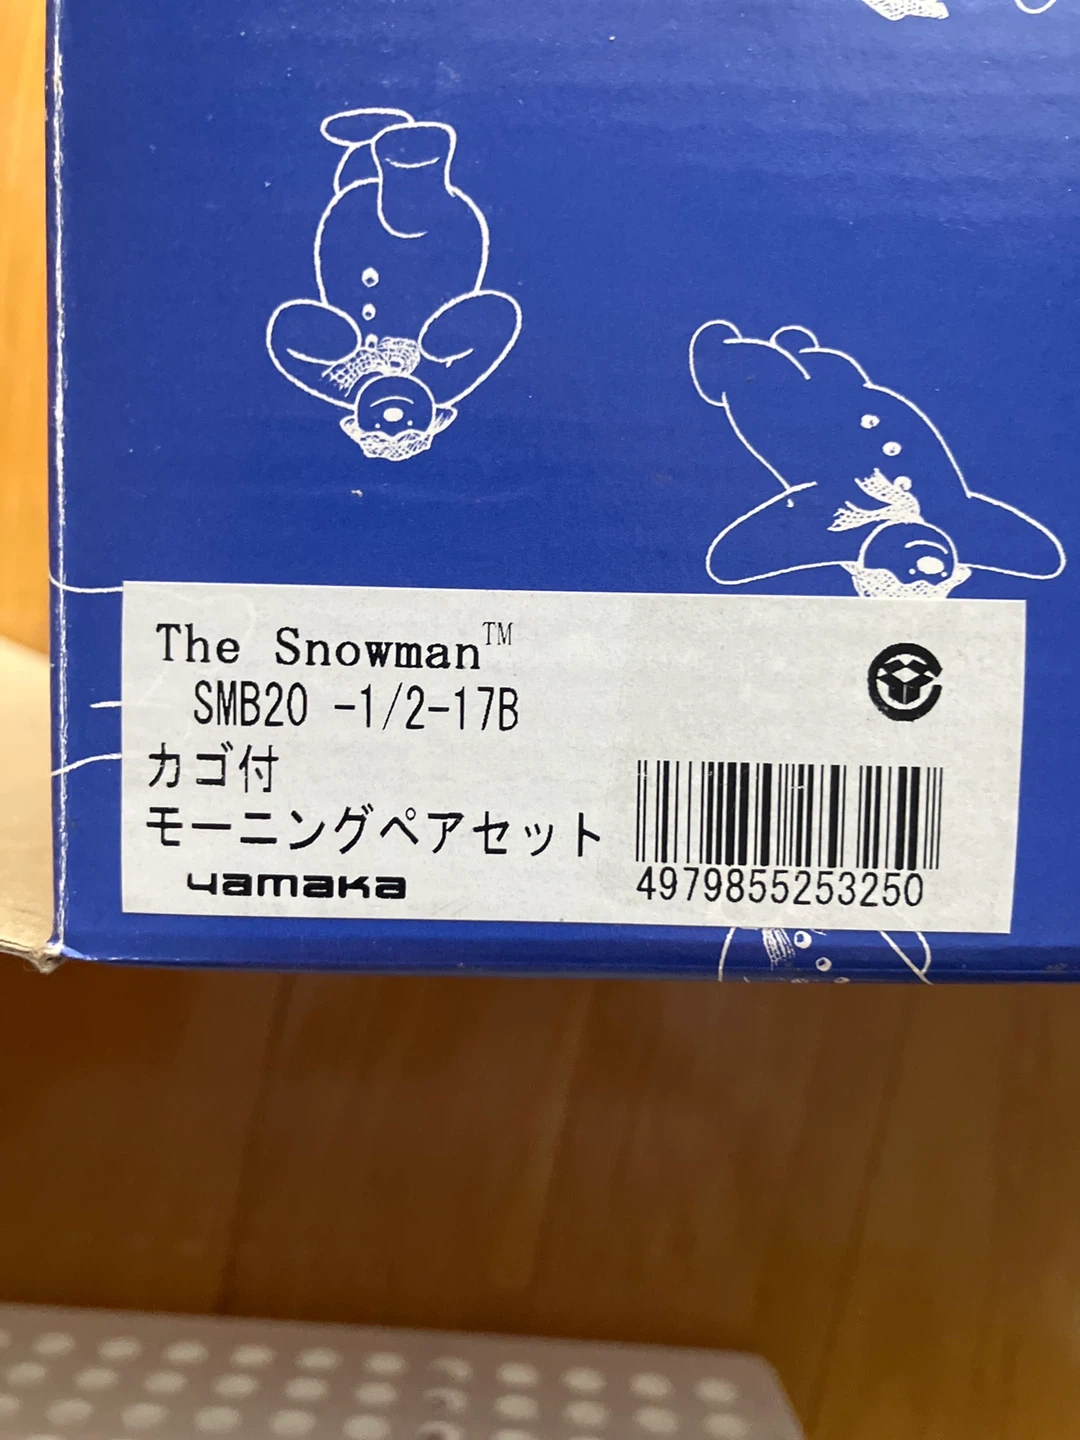 The Snowman™
SMB20 -1/2-17B
カゴ付
モーニングペアセット
yamaka
4979855253250